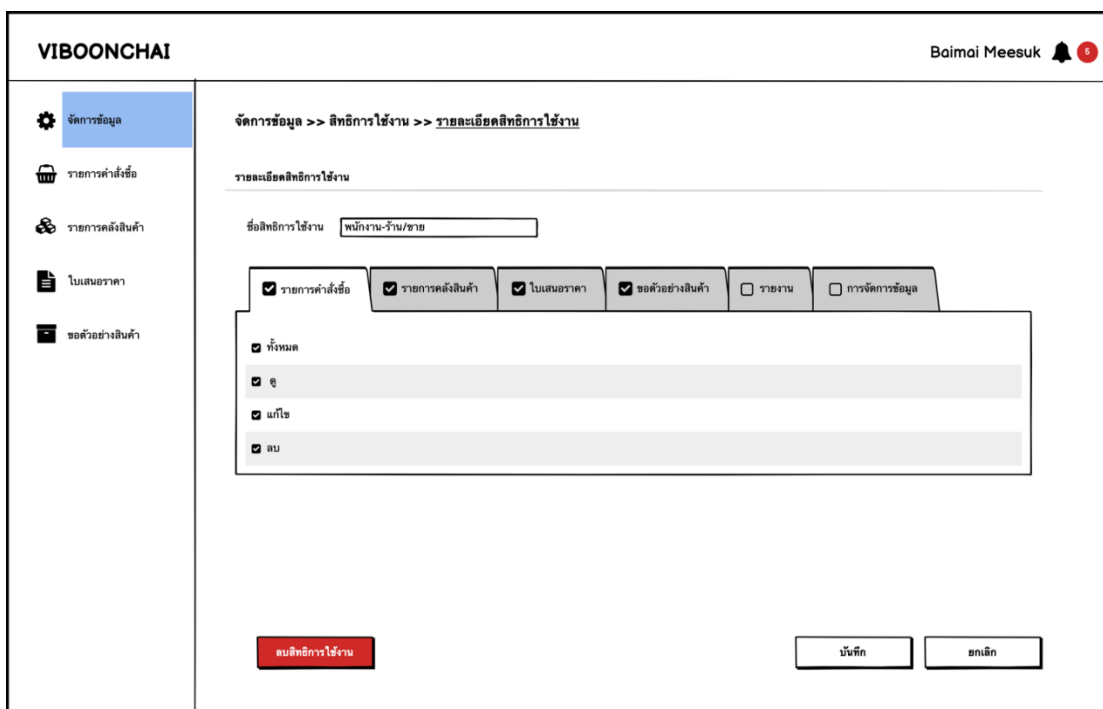 VIBOONCHAI
Baimai Meesuk 5
จัดการข้อมูล
รายการคำสั่งซื้อ
รายการคลังสินค้า
ใบเสนอราคา
ขอตัวอย่างสินค้า
จัดการข้อมูล >> สิทธิการใช้งาน >> รายละเอียดสิทธิการใช้งาน
รายละเอียดสิทธิการใช้งาน
ชื่อสิทธิการใช้งาน พนักงาน-ร้าน/ขาย
รายการคำสั่งซื้อ รายการคลังสินค้า ใบเสนอราคา ขอตัวอย่างสินค้า รายงาน การจัดการข้อมูล
ทั้งหมด
ดู
แก้ไข
ลบ
ลบสิทธิการใช้งาน บันทึก ยกเลิก